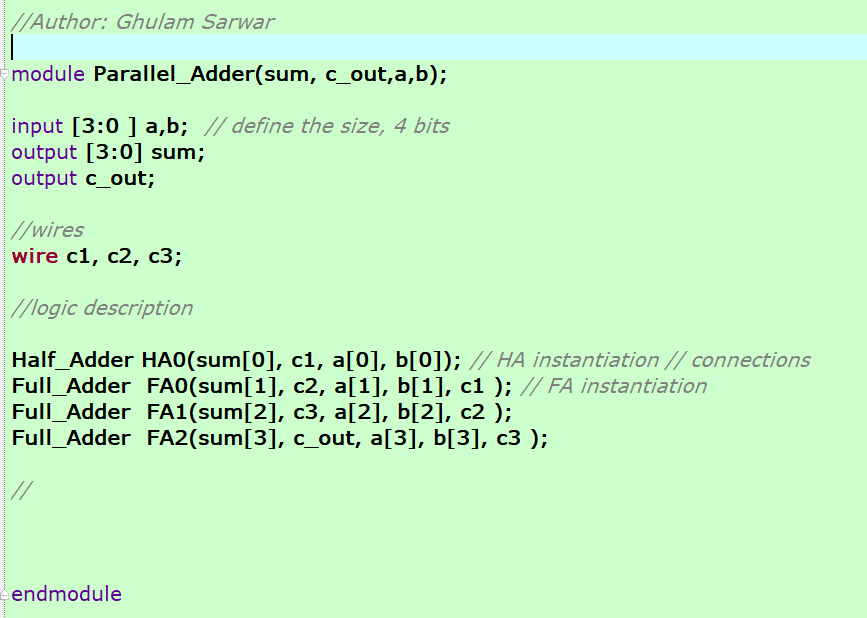 //Author: Ghulam Sarwar
module Parallel_Adder(sum, c_out,a,b);
input [3:0 ] a,b;  // define the size, 4 bits
output [3:0] sum;
output c_out;
//wires
wire c1, c2, c3;
//logic description
Half_Adder HA0(sum[0], c1, a[0], b[0]); // HA instantiation // connections
Full_Adder  FA0(sum[1], c2, a[1], b[1], c1 ); // FA instantiation
Full_Adder  FA1(sum[2], c3, a[2], b[2], c2 );
Full_Adder  FA2(sum[3], c_out, a[3], b[3], c3 );
//
endmodule